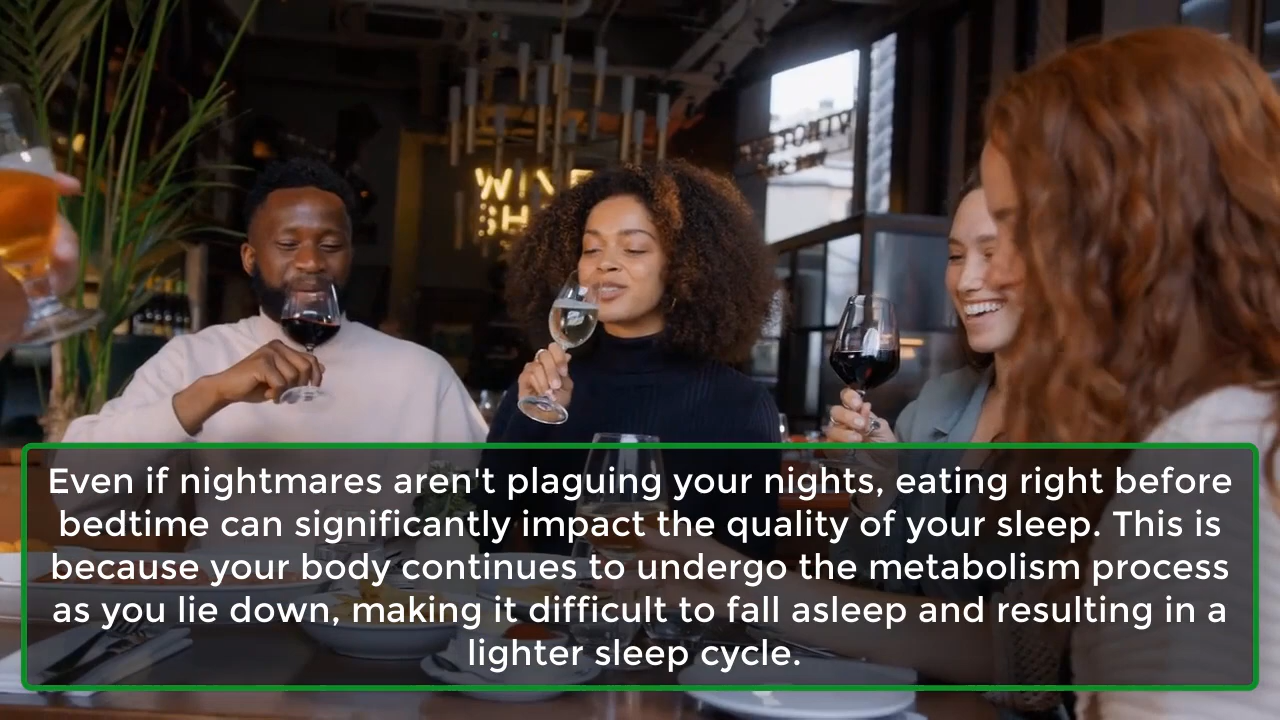 WINE
SH
Even if nightmares aren't plaguing your nights, eating right before
bedtime can significantly impact the quality of your sleep. This is
because your body continues to undergo the metabolism process
as you lie down, making it difficult to fall asleep and resulting in a
lighter sleep cycle.